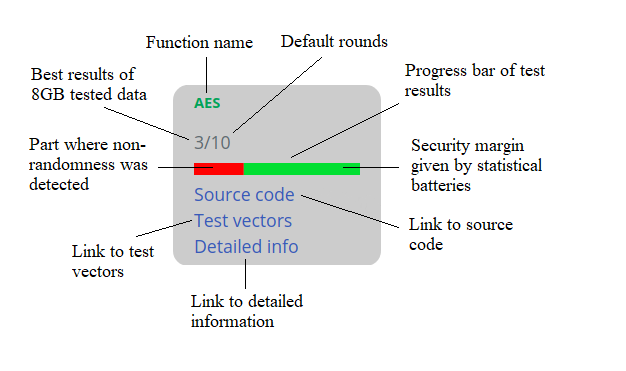 Function name
Default rounds
Best results of
8GB tested data
Progress bar of test
results
AES
3/10
Part where non-
randomness was
detected
Security margin
given by statistical
batteries
Source code
Test vectors
Detailed info
Link to source
code
Link to test
vectors
Link to detailed
information